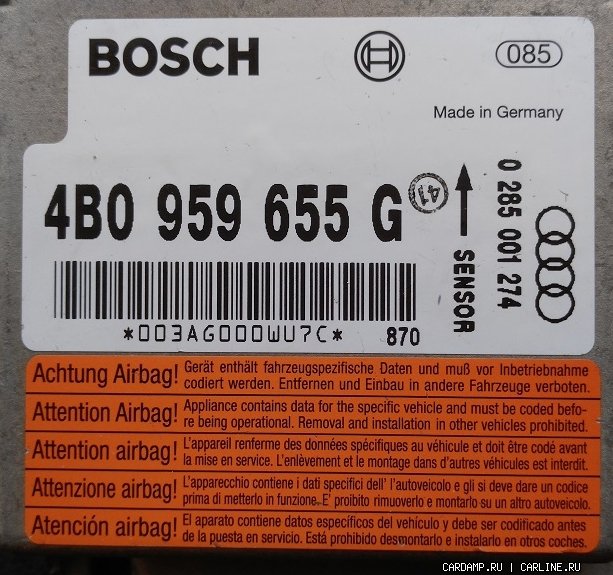 BOSCH
085
Made in Germany
4B0 959 655 G
41
SENSOR
0 285 001 274
*003AG000WU7C*
870
Achtung Airbag! Gerät enthält fahrzeugspezifische Daten und muß vor Inbetriebnahme
codiert werden. Entfernen und Einbau in andere Fahrzeuge verboten.
Attention Airbag! Appliance contains data for the specific vehicle and must be coded befo-
re being operational. Removal and installation in other vehicles prohibited.
Attention airbag! L'appareil renferme des données spécifiques au véhicule et doit être codé avant
la mise en service. L'enlèvement et le montage dans d'autres véhicules est interdit.
Attenzione airbag! L'apparecchio contiene i dati specifici dell' l'autoveicolo e gli si deve dare un codice
prima di metterlo in funzione. E' proibito rimuoverlo e montarlo su un altro autoveicolo.
Atención airbag! El aparato contiene datos específicos del vehículo y debe ser codificado antes
de la puesta en servicio. Está prohibido desmontarlo e instalarlo en otros coches.
CARDAMP.RU | CARLINE.RU